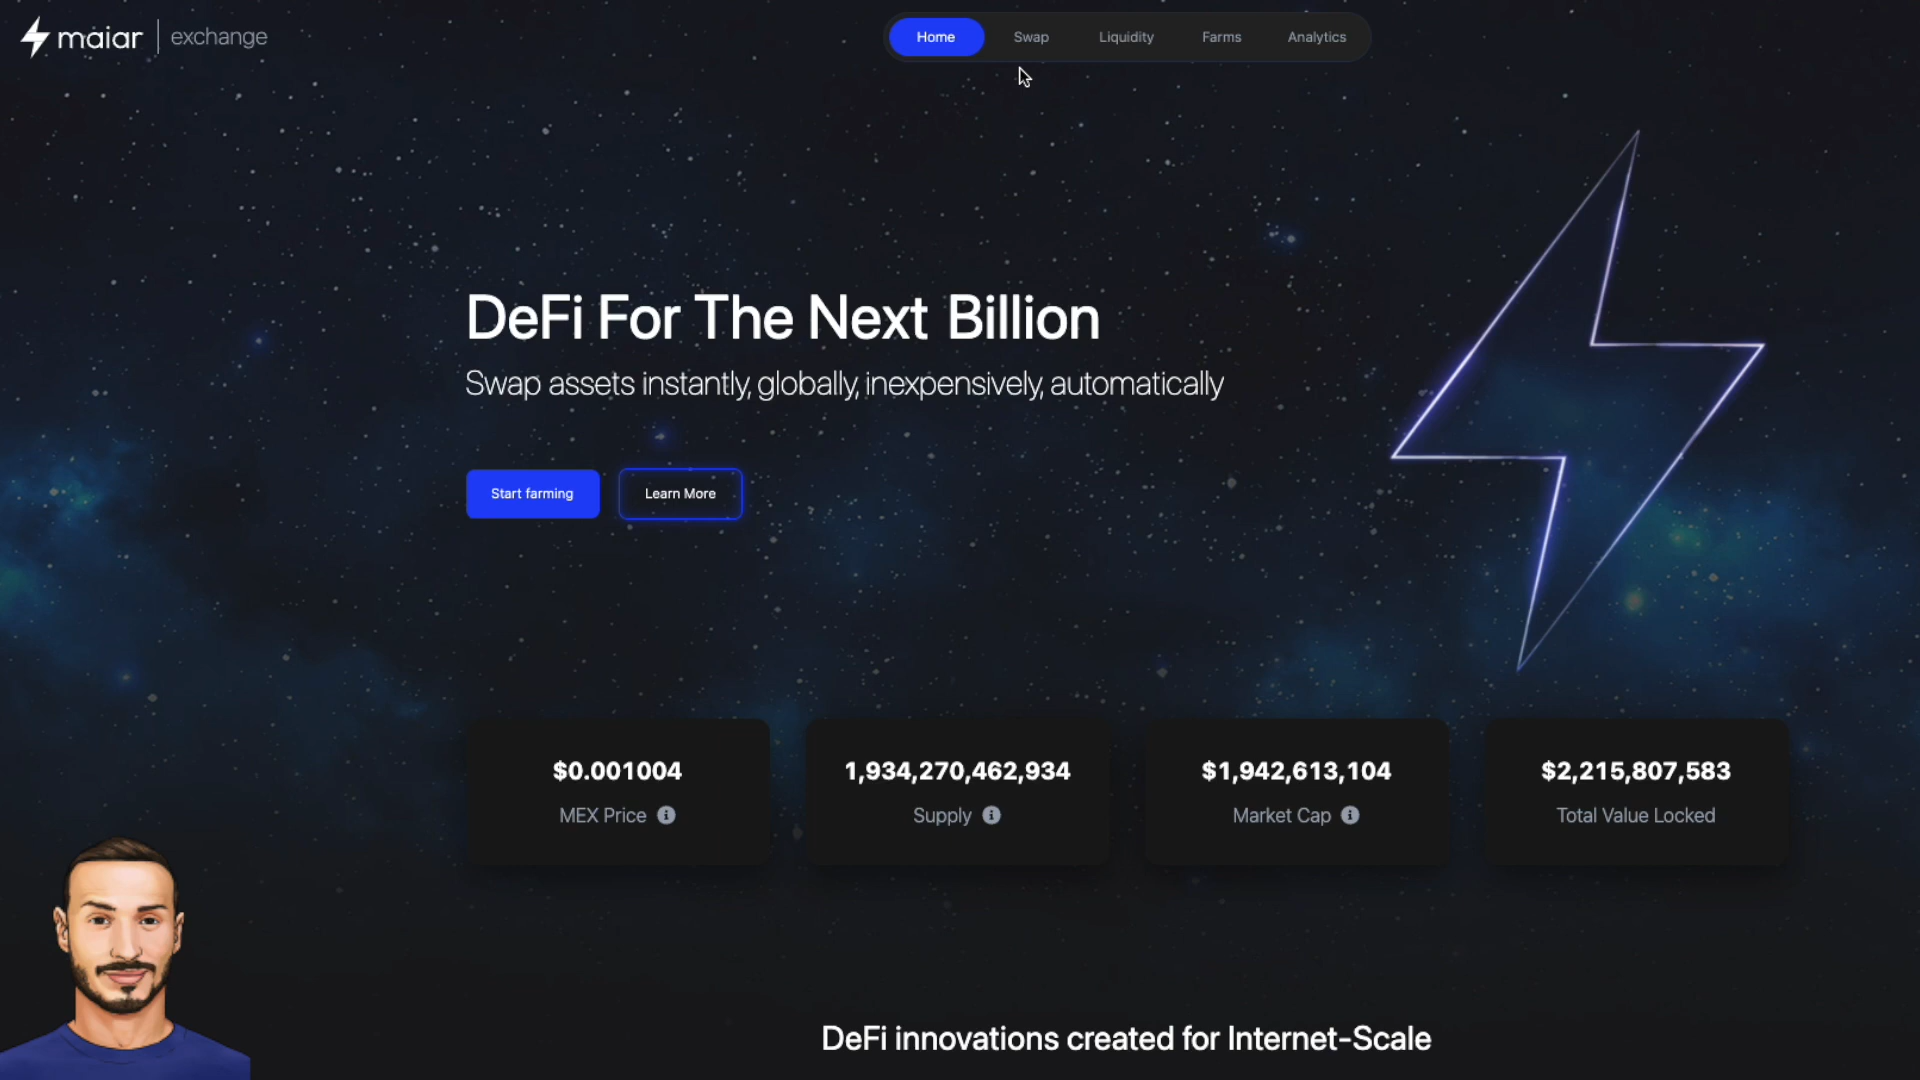 maiar | exchange
Home Swap Liquidity Farms Analytics
DeFi For The Next Billion
Swap assets instantly, globally, inexpensively, automatically
Start farming Learn More
$0.001004 1,934,270,462,934 $1,942,613,104 $2,215,807,583
MEX Price Supply Market Cap Total Value Locked
DeFi innovations created for Internet-Scale